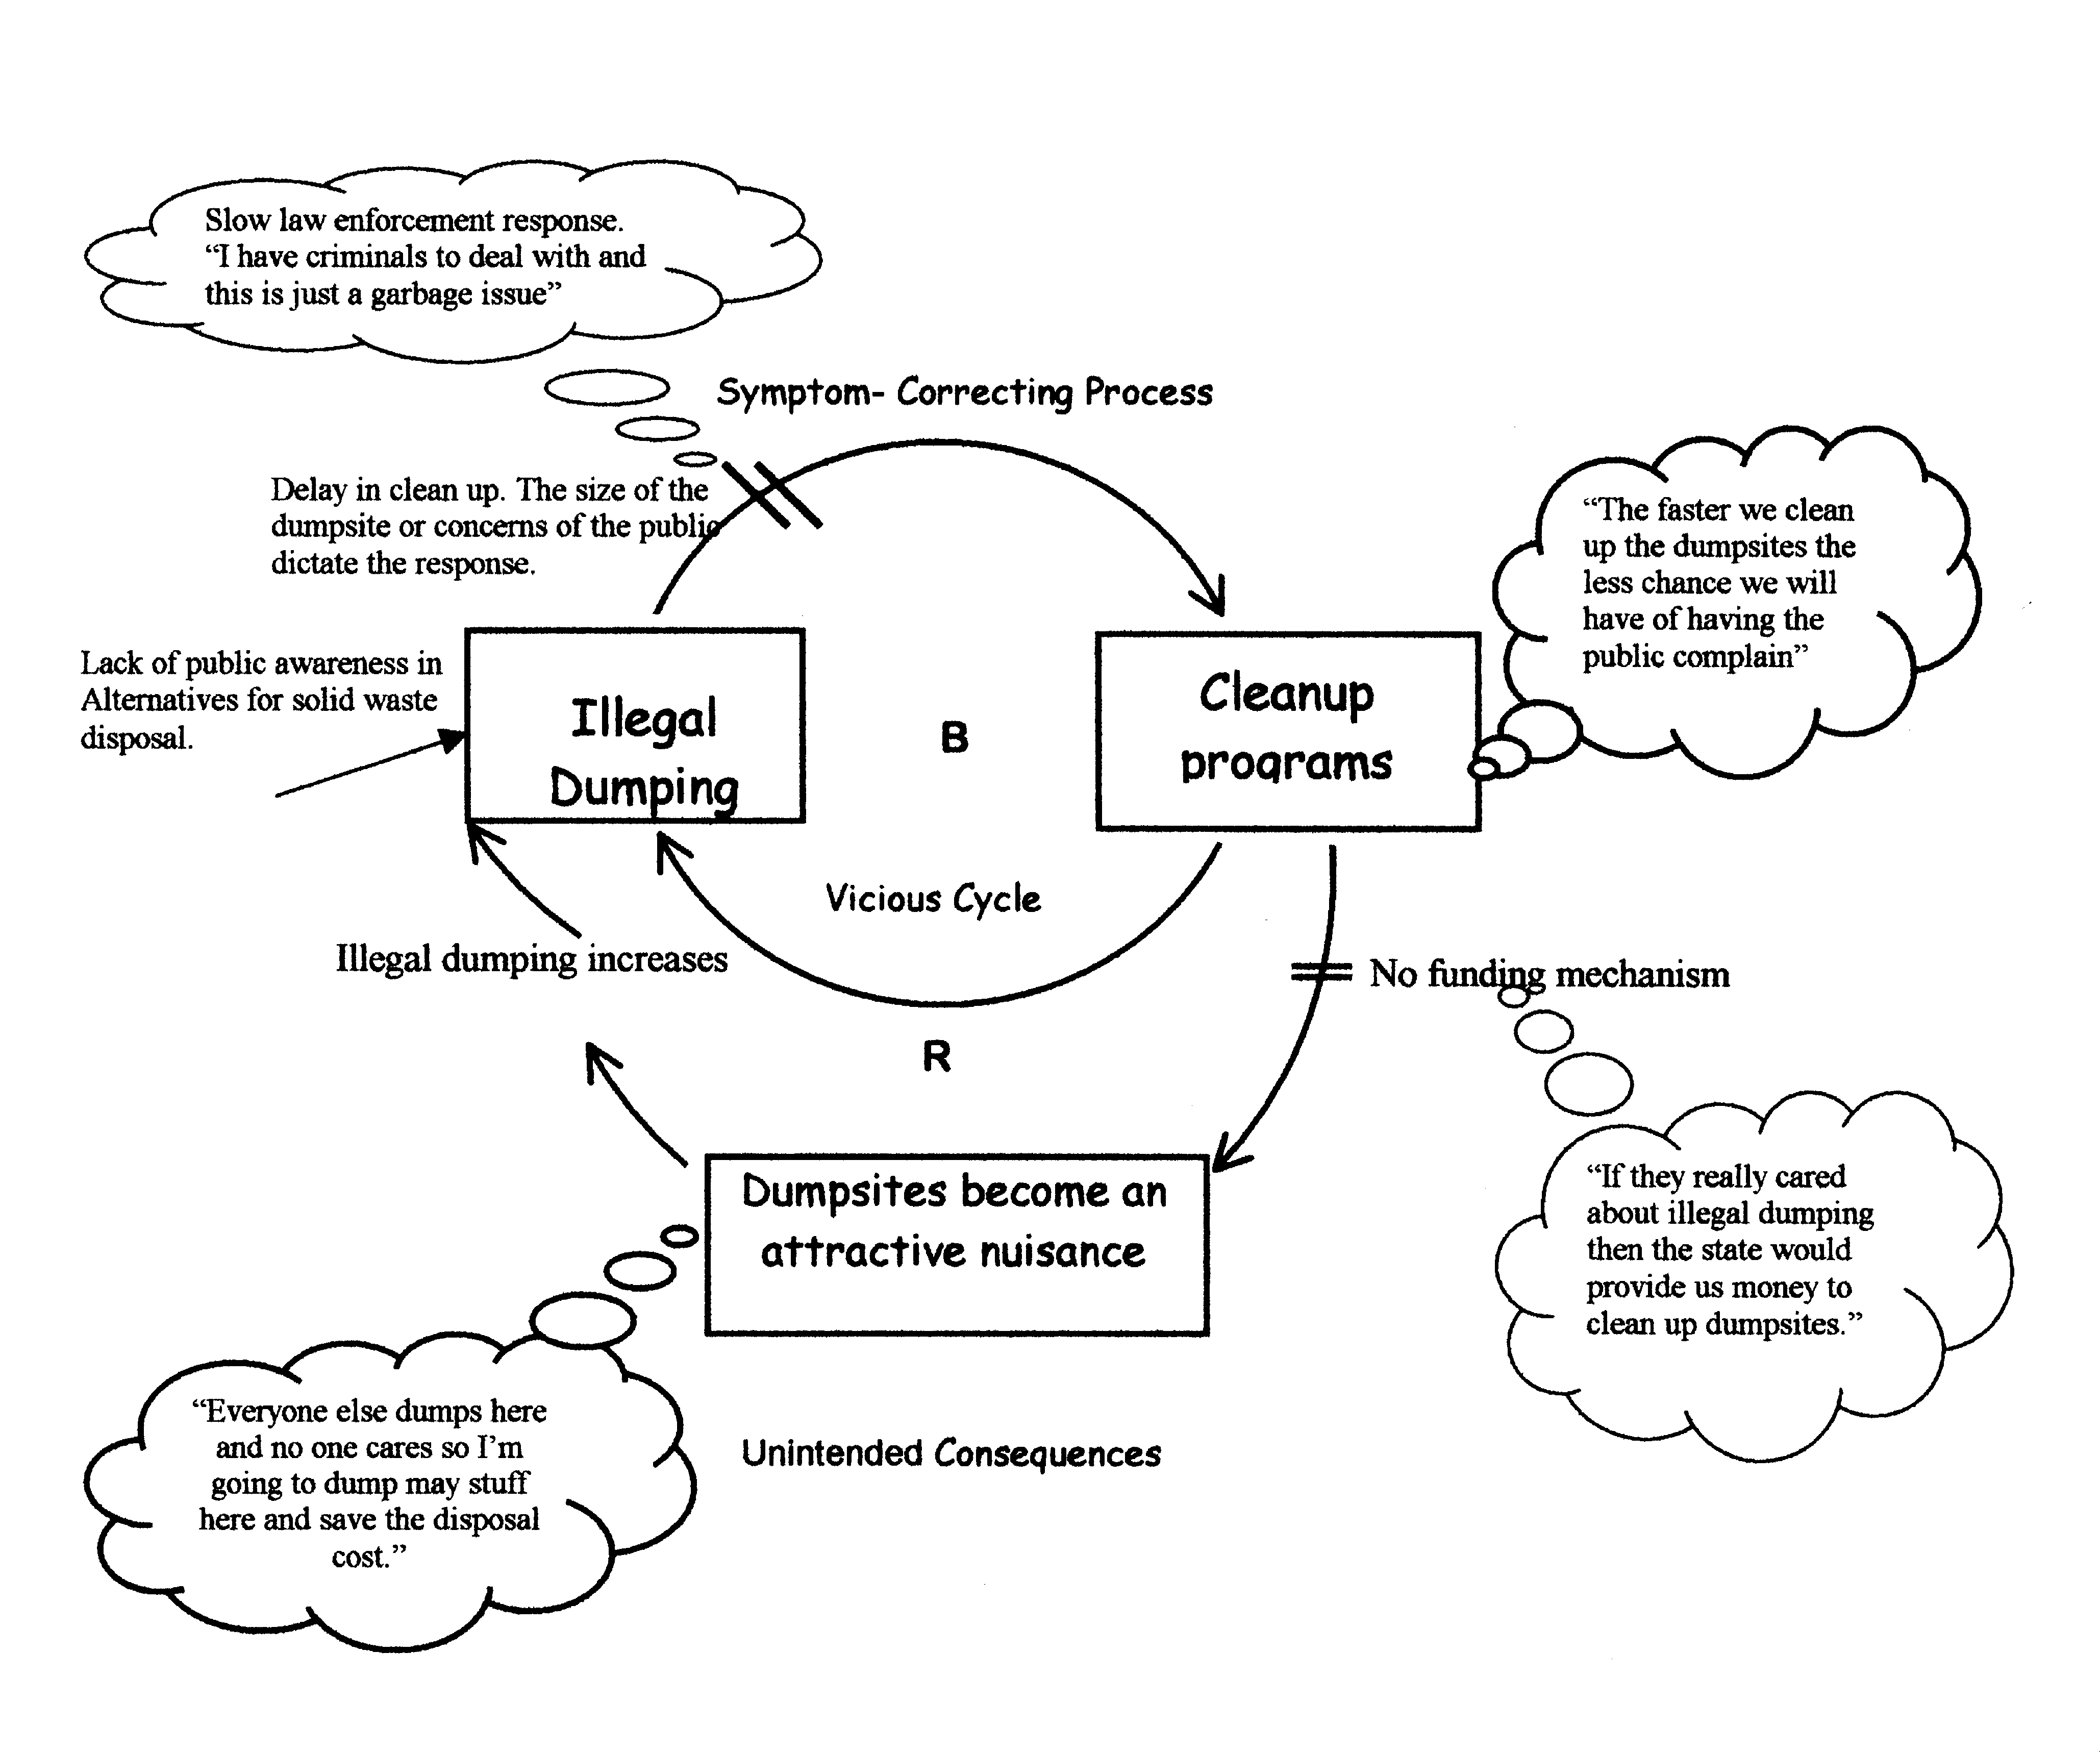 Slow law enforcement response.
“I have criminals to deal with and
this is just a garbage issue”
Symptom- Correcting Process
Delay in clean up. The size of the
dumpsite or concerns of the public
dictate the response.
“The faster we clean
up the dumpsites the
less chance we will
have of having the
public complain”
Lack of public awareness in
Alternatives for solid waste
disposal.
Illegal
Dumping
B
Cleanup
programs
Vicious Cycle
Illegal dumping increases
No funding mechanism
R
Dumpsites become an
attractive nuisance
“If they really cared
about illegal dumping
then the state would
provide us money to
clean up dumpsites.”
“Everyone else dumps here
and no one cares so I’m
going to dump may stuff
here and save the disposal
cost.”
Unintended Consequences